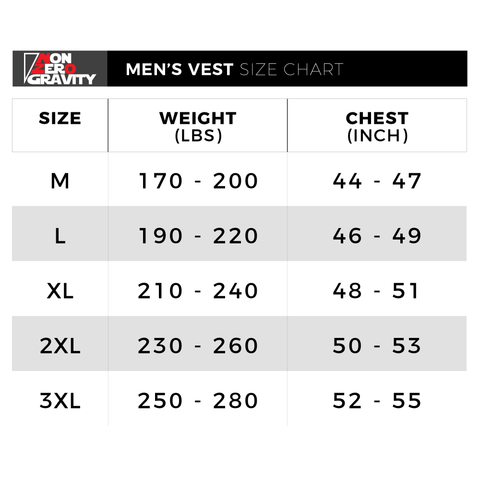 NON
ZERO
GRAVITY
MEN'S VEST SIZE CHART
SIZE WEIGHT CHEST
(LBS) (INCH)
M 170 - 200 44 - 47
L 190 - 220 46 - 49
XL 210 - 240 48 - 51
2XL 230 - 260 50 - 53
3XL 250 - 280 52 - 55